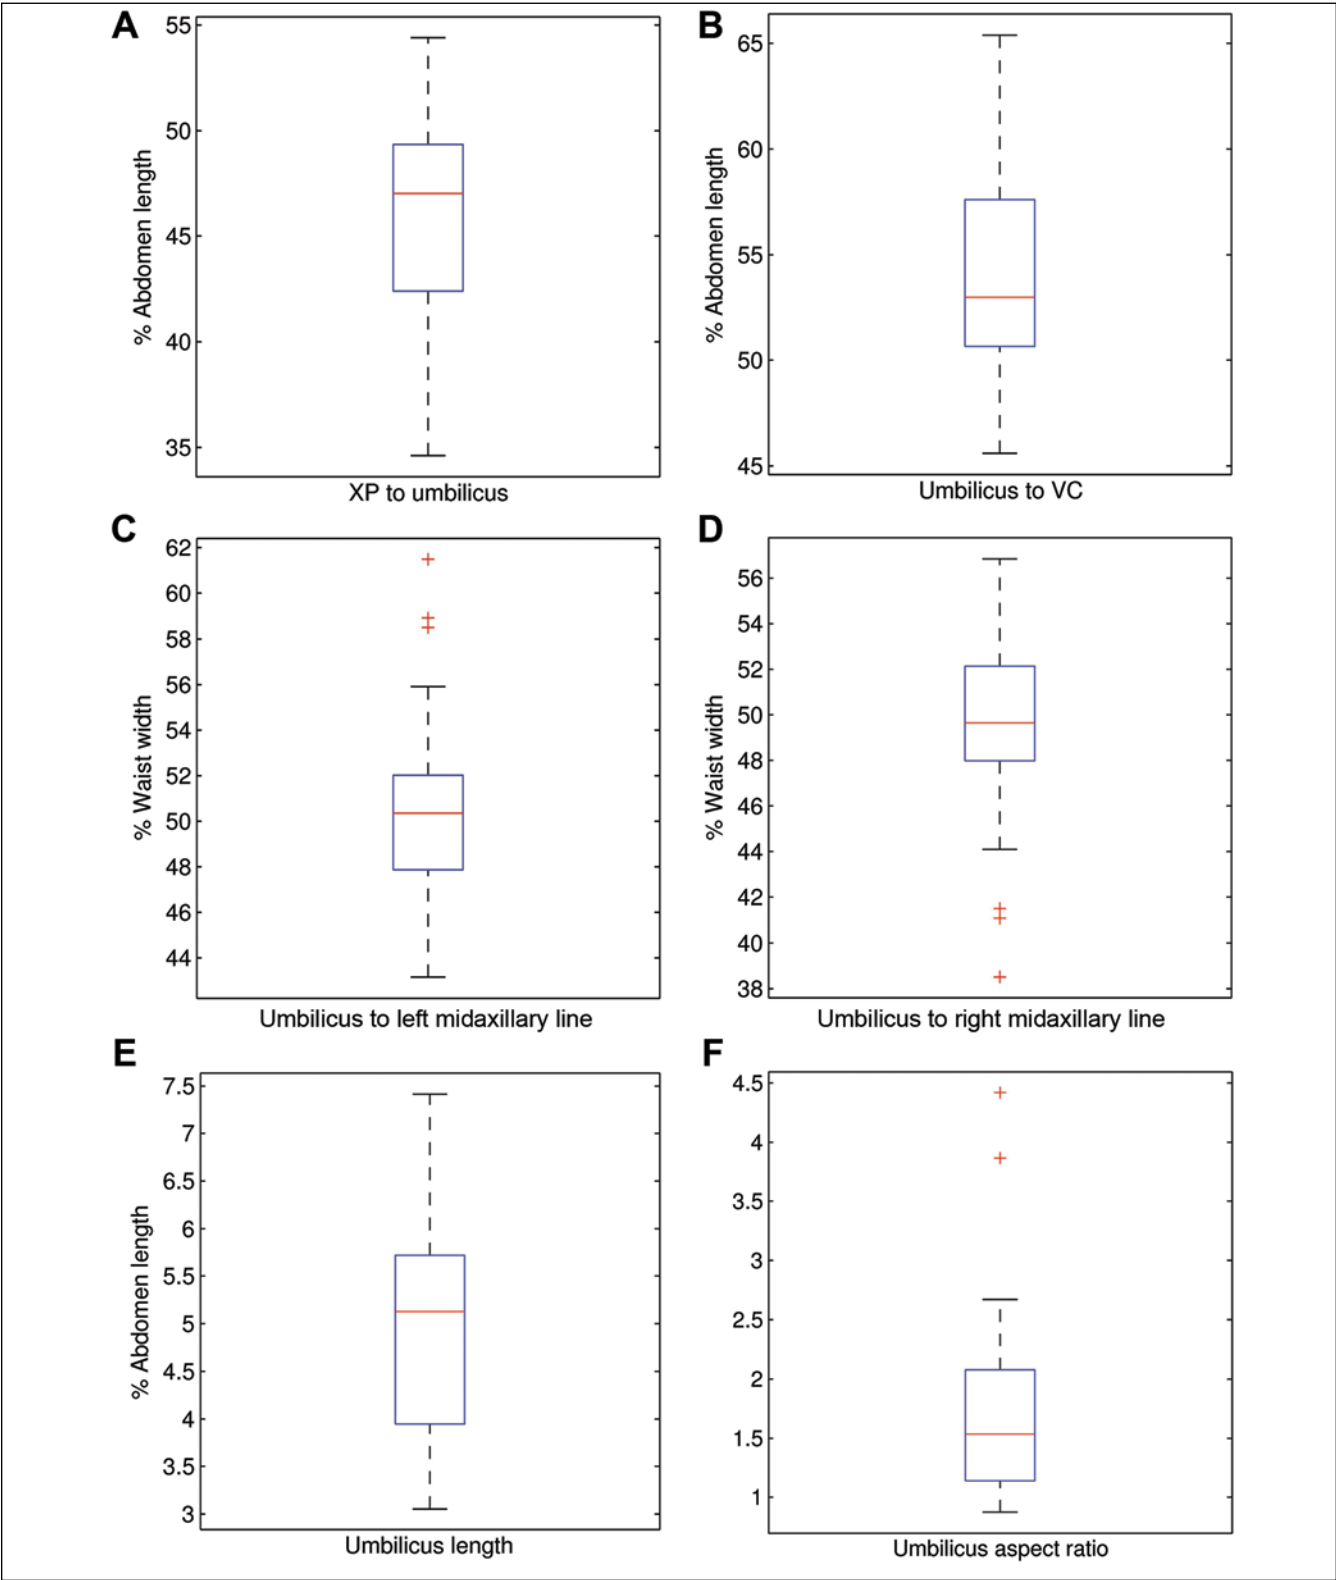 A
55
50
45
40
35
% Abdomen length
XP to umbilicus
B
65
60
55
50
45
% Abdomen length
Umbilicus to VC
C
62
60
58
56
54
52
50
48
46
44
% Waist width
Umbilicus to left midaxillary line
D
56
54
52
50
48
46
44
42
40
38
% Waist width
Umbilicus to right midaxillary line
E
7.5
7
6.5
6
5.5
5
4.5
4
3.5
3
% Abdomen length
Umbilicus length
F
4.5
4
3.5
3
2.5
2
1.5
1
Umbilicus aspect ratio